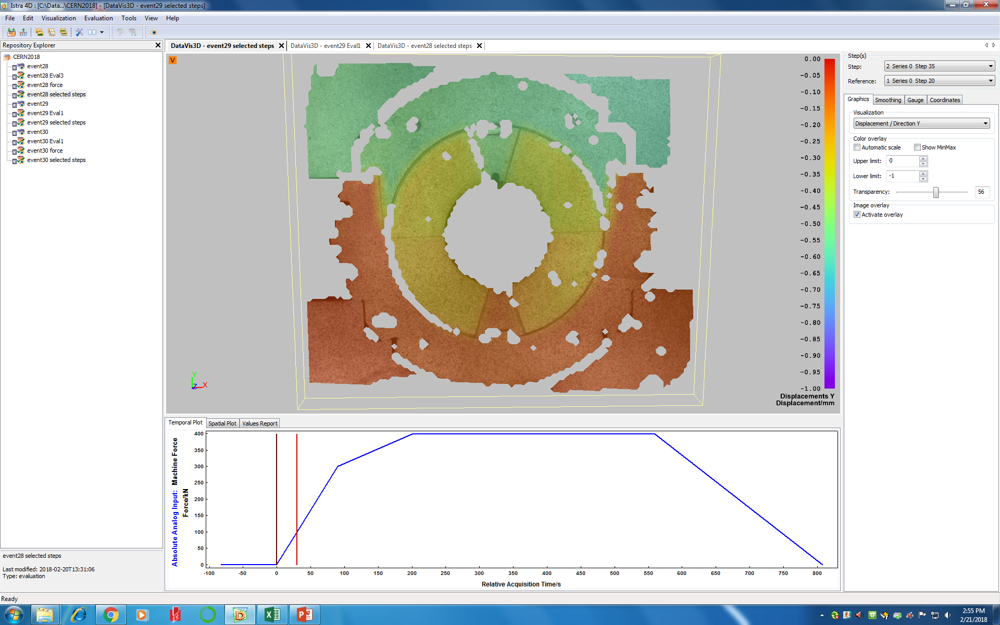 Istra 4D : [C:\Data...\CERN2018] - [DataVis3D - event29 selected steps]
File Edit Visualization Evaluation Tools View Help
Repository Explorer
CERN2018
event28
event28 Eval3
event28 force
event28 selected steps
event29
event29 Eval1
event29 selected steps
event30
event30 Eval1
event30 force
event30 selected steps
event28 selected steps
Last modified: 2018-02-20T13:31:06
Type: evaluation
DataVis3D - event29 selected steps DataVis3D - event29 Eval1 DataVis3D - event28 selected steps
V
0.00
-0.05
-0.10
-0.15
-0.20
-0.25
-0.30
-0.35
-0.40
-0.45
-0.50
-0.55
-0.60
-0.65
-0.70
-0.75
-0.80
-0.85
-0.90
-0.95
-1.00
Displacements Y
Displacement/mm
Y
Z X
Temporal Plot Spatial Plot Values Report
Absolute Analog Input: Machine Force
Force/kN
400
350
300
250
200
150
100
50
0
-100 -50 0 50 100 150 200 250 300 350 400 450 500 550 600 650 700 750 800
Relative Acquisition Time/s
Step(s)
Step: 2 Series 0 Step 35
Reference: 1 Series 0 Step 20
Graphics Smoothing Gauge Coordinates
Visualization
Displacement / Direction Y
Color overlay
Automatic scale Show MinMax
Upper limit: 0
Lower limit: -1
Transparency: 56
Image overlay
Activate overlay
Ready
2:55 PM
2/21/2018